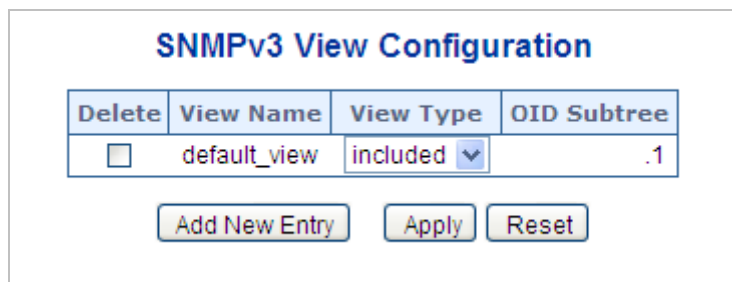 SNMPv3 View Configuration
Delete View Name View Type OID Subtree
default_view included .1
Add New Entry Apply Reset